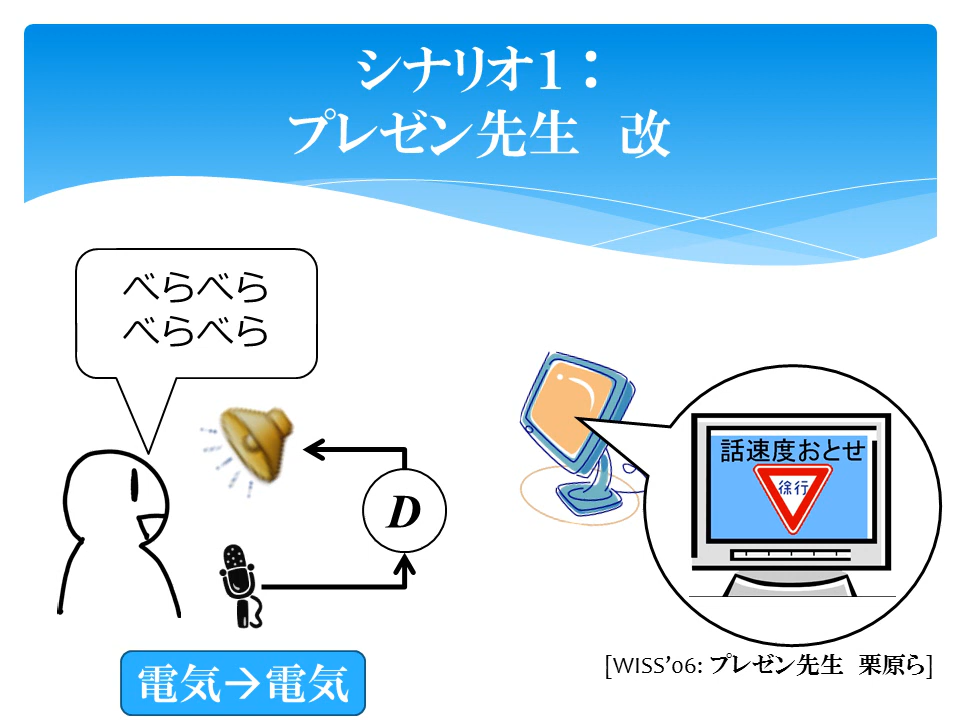 シナリオ1：
プレゼン先生　改
べらべら
べらべら
D
話速度おとせ
徐行
電気→電気
[WISS’06: プレゼン先生　栗原ら]